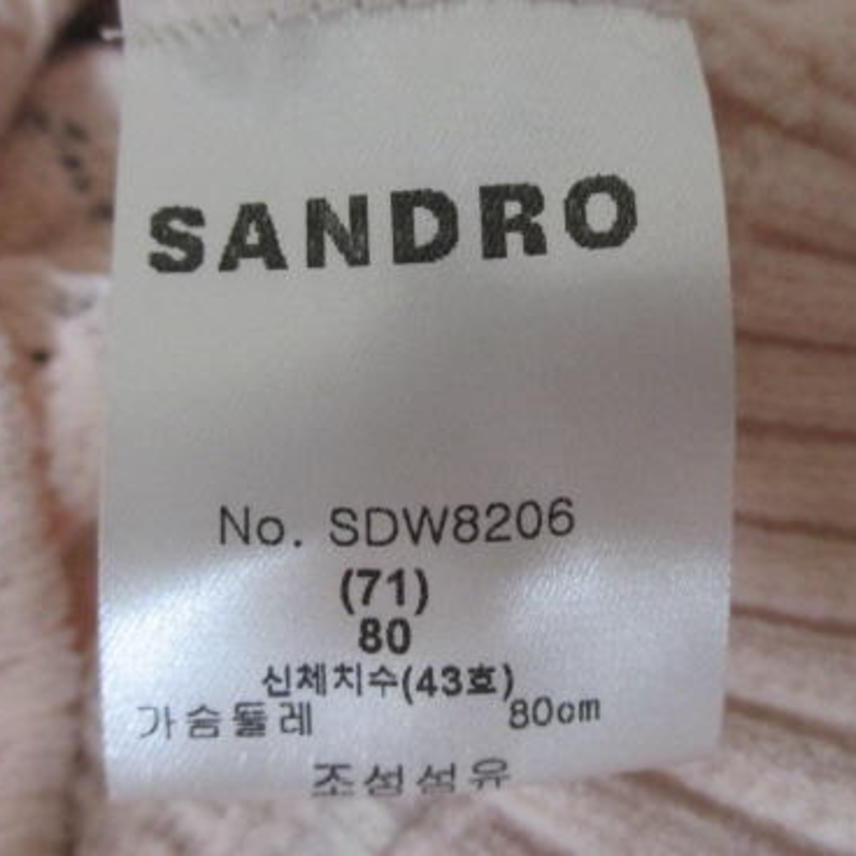 SANDRO
No. SDW8206
(71)
80
신체치수(43호)
가슴둘레 80cm
조성섬유